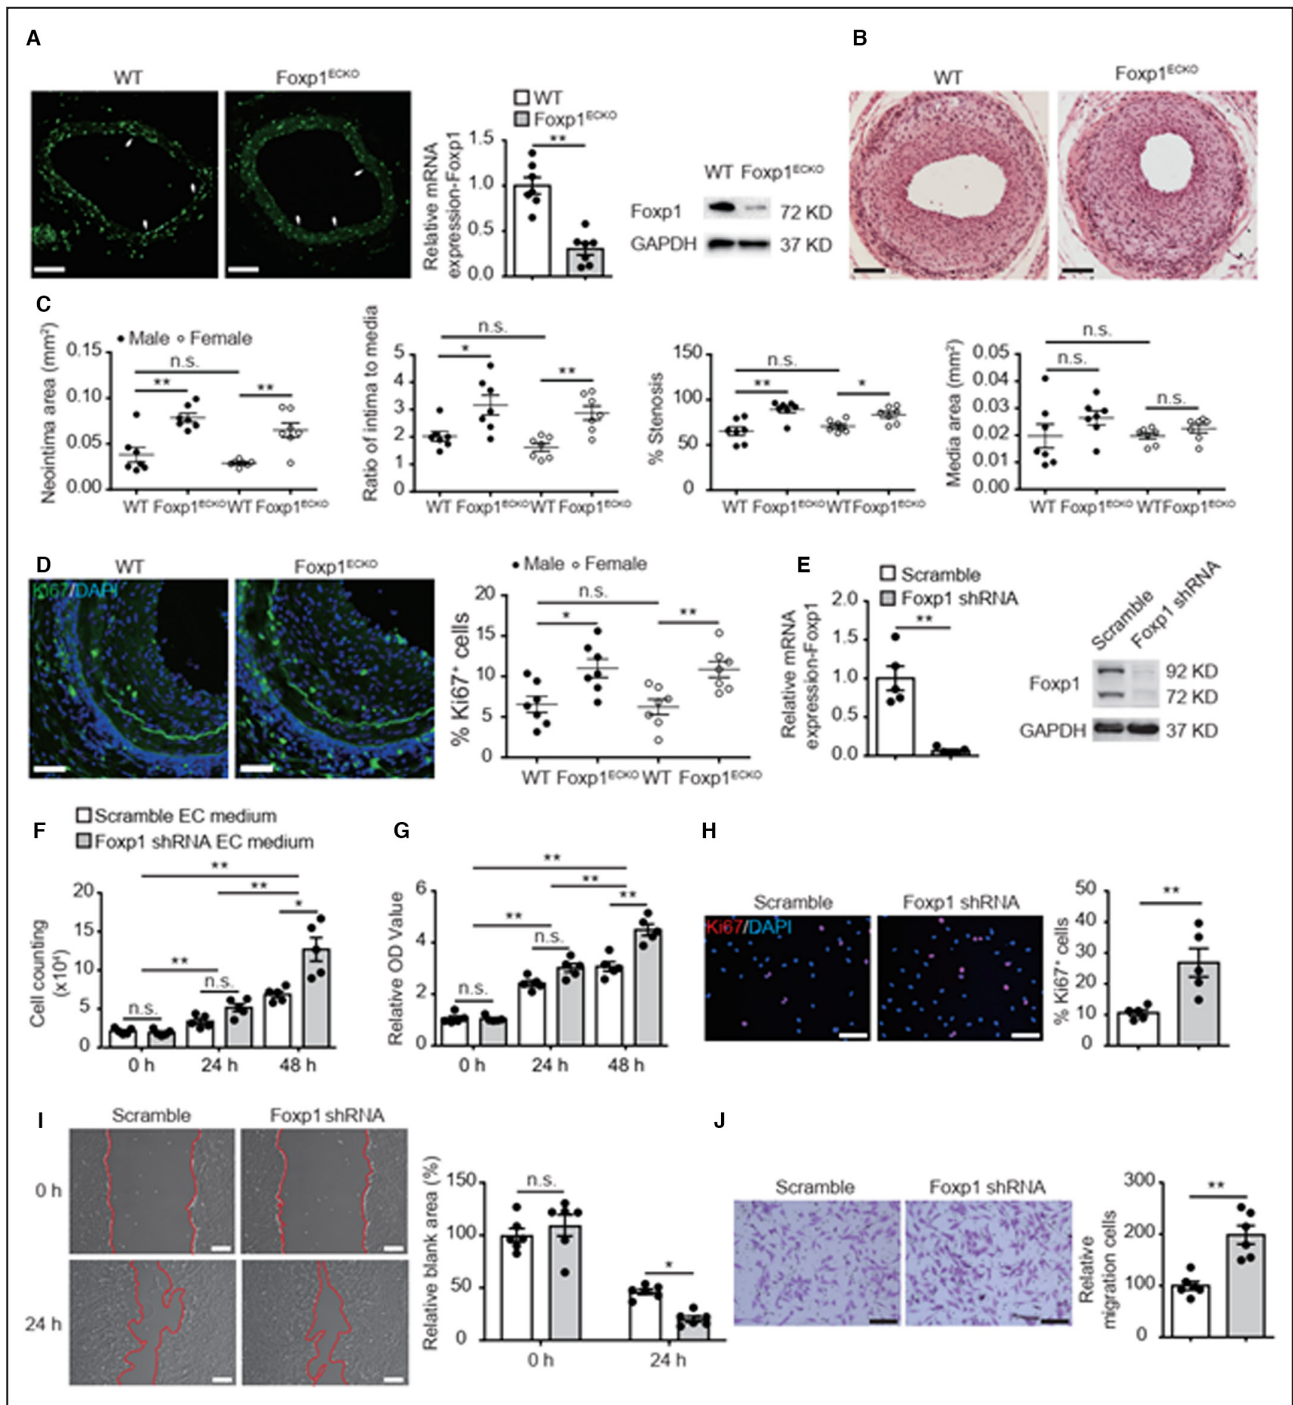 A
WT
Foxp1ECKO
WT
Foxp1ECKO
Relative mRNA
expression-Foxp1
1.5
1.0
0.5
0.0
**
WT Foxp1ECKO
Foxp1
72 KD
GAPDH
37 KD
B
WT
Foxp1ECKO
C
Male
Female
Neointima area (mm²)
0.15
0.10
0.05
0.00
n.s.
**
**
WT Foxp1ECKO WT Foxp1ECKO
Ratio of intima to media
5
4
3
2
1
0
n.s.
*
**
WT Foxp1ECKO WT Foxp1ECKO
% Stenosis
150
100
50
0
n.s.
**
*
WT Foxp1ECKO WT Foxp1ECKO
Media area (mm²)
0.05
0.04
0.03
0.02
0.01
0.00
n.s.
n.s.
n.s.
WT Foxp1ECKO WT Foxp1ECKO
D
WT
Foxp1ECKO
Ki67/DAPI
Male
Female
% Ki67⁺ cells
20
15
10
5
0
n.s.
*
**
WT Foxp1ECKO WT Foxp1ECKO
E
Scramble
Foxp1 shRNA
Relative mRNA
expression-Foxp1
2.0
1.5
1.0
0.5
0.0
**
Scramble
Foxp1 shRNA
Foxp1
92 KD
72 KD
GAPDH
37 KD
F
Scramble EC medium
Foxp1 shRNA EC medium
Cell counting
(x10⁴)
20
15
10
5
0
**
**
*
**
n.s.
n.s.
0 h
24 h
48 h
G
Relative OD Value
6
4
2
0
**
**
**
**
n.s.
n.s.
0 h
24 h
48 h
H
Scramble
Foxp1 shRNA
Ki67/DAPI
% Ki67⁺ cells
50
40
30
20
10
0
**
I
Scramble
Foxp1 shRNA
0 h
24 h
Relative blank area (%)
150
100
50
0
n.s.
*
0 h
24 h
J
Scramble
Foxp1 shRNA
Relative
migration cells
300
200
100
0
**